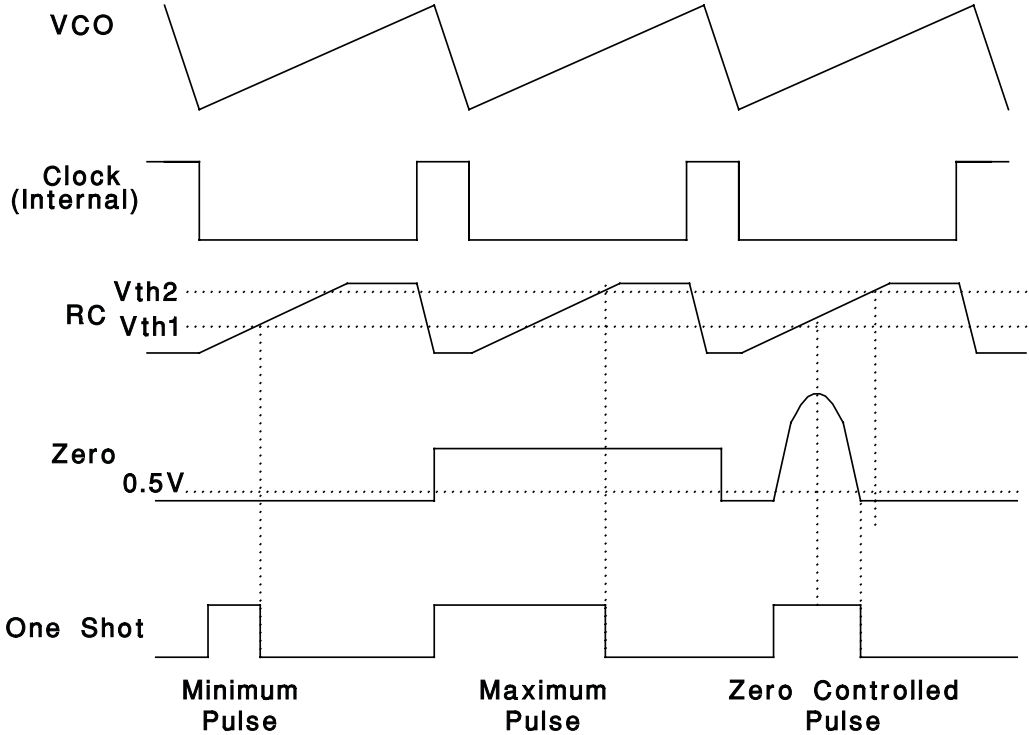 VCO
Clock
(Internal)
Vth2
RC
Vth1
Zero
0.5V
One Shot
Minimum
Pulse
Maximum
Pulse
Zero Controlled
Pulse